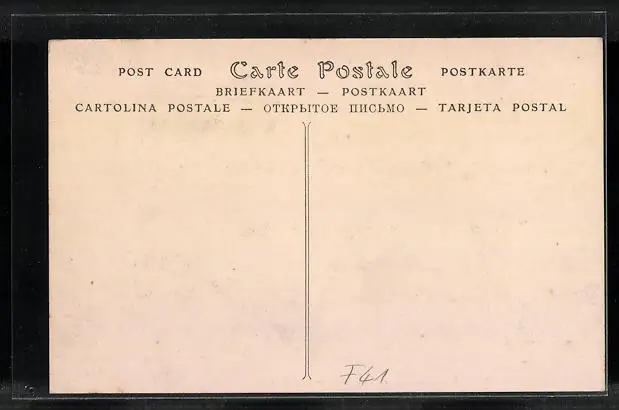 POST CARD Carte Postale POSTKARTE
BRIEFKAART — POSTKAART
CARTOLINA POSTALE — ОТКРЫТОЕ ПИСЬМО — TARJETA POSTAL
F41